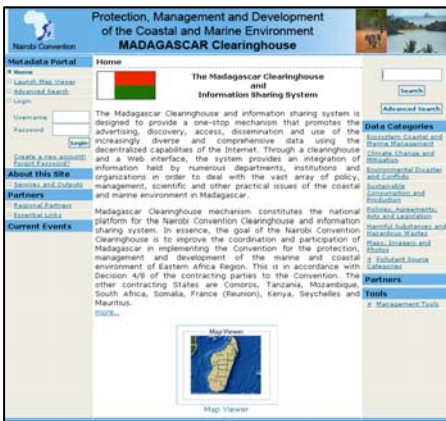 Protection, Management and Development
of the Coastal and Marine Environment
MADAGASCAR Clearinghouse
Nairobi Convention
Metadata Portal
Home
Launch Map Viewer
Advanced Search
Login
Username
Password
Login
Create a new account!
Forgot Password?
About this Site
Services and Outputs
Partners
Regional Partners
Essential Links
Current Events
Home
The Madagascar Clearinghouse
and
Information Sharing System
The Madagascar Clearinghouse and information sharing system is
designed to provide a one-stop mechanism that promotes the
advertising, discovery, access, dissemination and use of the
increasingly diverse and comprehensive data using the
decentralized capabilities of the Internet. Through a clearinghouse
and a Web interface, the system provides an integration of
information held by numerous departments, institutions and
organizations in order to deal with the vast array of policy,
management, scientific and other practical issues of the coastal
and marine environment in Madagascar.
Madagascar Clearinghouse mechanism constitutes the national
platform for the Nairobi Convention Clearinghouse and information
sharing system. In essence, the goal of the Nairobi Convention
Clearinghouse is to improve the coordination and participation of
Madagascar in implementing the Convention for the protection,
management and development of the marine and coastal
environment of Eastern Africa Region. This is in accordance with
Decision 4/8 of the contracting parties to the Convention. The
other contracting States are Comoros, Tanzania, Mozambique,
South Africa, Somalia, France (Reunion), Kenya, Seychelles and
Mauritius.
more...
Map Viewer
Map Viewer
Search
Advanced Search
Data Categories
Ecosystem Coastal and
Marine Management
Climate Change and
Mitigation
Environmental Disaster
and Conflicts
Sustainable
Consumption and
Production
Policies, Agreements,
Acts and Legislation
Harmful Substances and
Hazardous Wastes
Maps, Imagery and
Photos
Pollutent Source
Categories
Partners
Tools
Management Tools